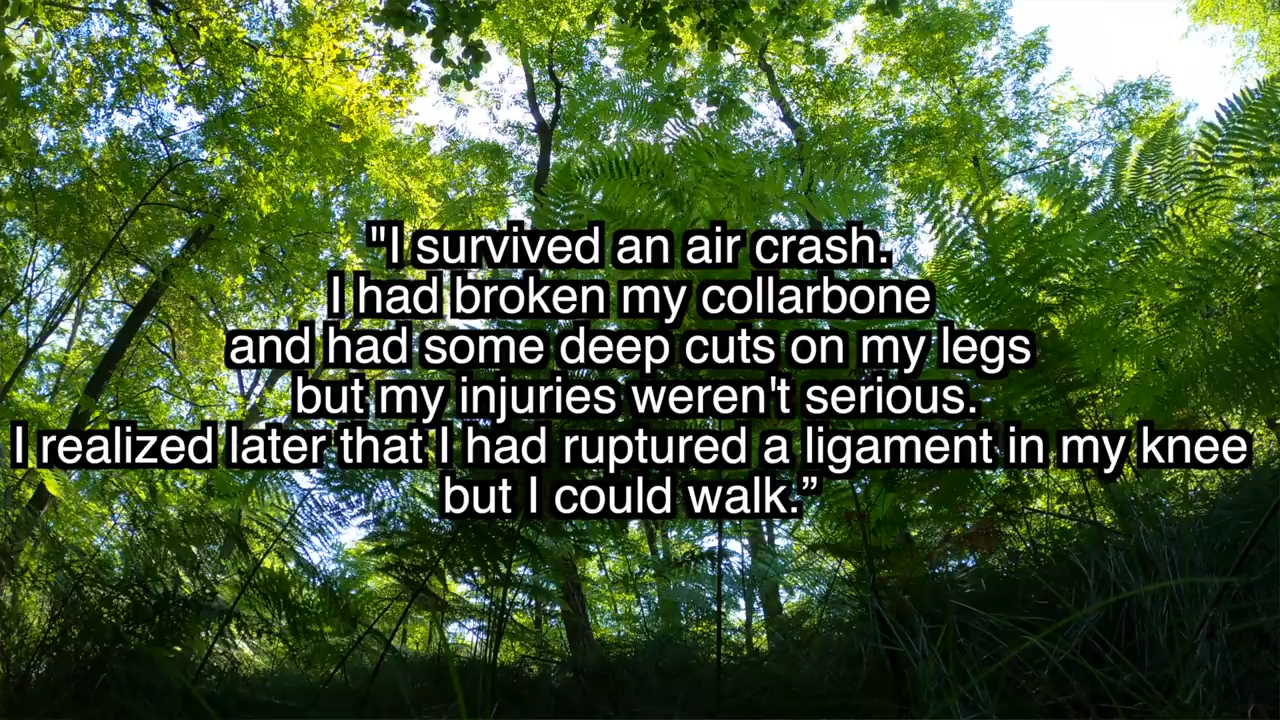 "I survived an air crash.
I had broken my collarbone
and had some deep cuts on my legs
but my injuries weren't serious.
I realized later that I had ruptured a ligament in my knee
but I could walk.”